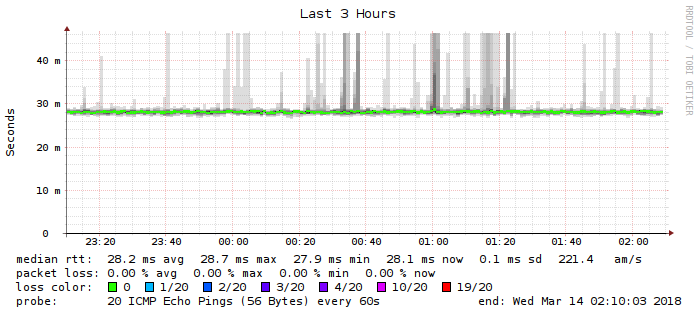 Last 3 Hours
RRDTOOL / TOBI OETIKER
Seconds
40 m
30 m
20 m
10 m
0
23:20 23:40 00:00 00:20 00:40 01:00 01:20 01:40 02:00
median rtt: 28.2 ms avg 28.7 ms max 27.9 ms min 28.1 ms now 0.1 ms sd 221.4 am/s
packet loss: 0.00 % avg 0.00 % max 0.00 % min 0.00 % now
loss color: 0 1/20 2/20 3/20 4/20 10/20 19/20
probe: 20 ICMP Echo Pings (56 Bytes) every 60s end: Wed Mar 14 02:10:03 2018